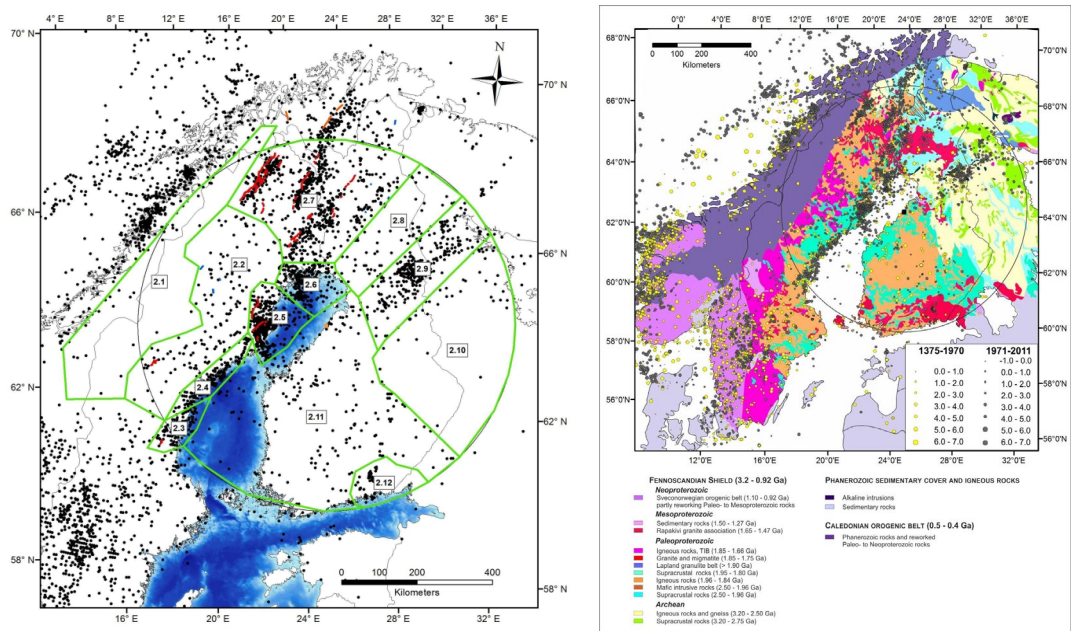 4° E 8° E 12° E 16° E 20° E 24° E 28° E 32° E 36° E
70° N
N
70° N
68° N
68° N
66° N
66° N
64° N
64° N
62° N
62° N
60° N
60° N
58° N
58° N
2.1
2.2
2.3
2.4
2.5
2.6
2.7
2.8
2.9
2.10
2.11
2.12
0 100 200 400
Kilometers
16°E 20° E 24° E 28° E
0°E 4°E 8°E 12°E 16°E 20°E 24°E 28°E 32°E 36°E
0 100 200 400
Kilometers
68°N
66°0'N
64°0'N
62°0'N
60°0'N
58°0'N
56°0'N
70°0'N
68°0'N
66°0'N
64°0'N
62°0'N
60°0'N
58°0'N
56°0'N
1375-1970 1971-2011
-1.0 - 0.0
0.0 - 1.0 0.0 - 1.0
1.0 - 2.0 1.0 - 2.0
2.0 - 3.0 2.0 - 3.0
3.0 - 4.0 3.0 - 4.0
4.0 - 5.0 4.0 - 5.0
5.0 - 6.0 5.0 - 6.0
6.0 - 7.0 6.0 - 7.0
12°0'E 16°0'E 20°0'E 24°0'E 28°0'E
FENNOSCANDIAN SHIELD (3.2 - 0.92 Ga)
Neoproterozoic
Sveconorwegian orogenic belt (1.10 - 0.92 Ga)
partly reworking Paleo- to Mesoproterozoic rocks
Mesoproterozoic
Sedimentary rocks (1.50 - 1.27 Ga)
Rapakivi granite association (1.65 - 1.47 Ga)
Paleoproterozoic
Igneous rocks, TIB (1.85 - 1.66 Ga)
Granite and migmatite (1.85 - 1.75 Ga)
Lapland granulite belt (> 1.90 Ga)
Supracrustal rocks (1.95 - 1.80 Ga)
Igneous rocks (1.96 - 1.84 Ga)
Mafic intrusive rocks (2.50 - 1.96 Ga)
Supracrustal rocks (2.50 - 1.96 Ga)
Archean
Igneous rocks and gneiss (3.20 - 2.50 Ga)
Supracrustal rocks (3.20 - 2.75 Ga)
PHANEROZOIC SEDIMENTARY COVER AND IGNEOUS ROCKS
Alkaline intrusions
Sedimentary rocks
CALEDONIAN OROGENIC BELT (0.5 - 0.4 Ga)
Phanerozoic rocks and reworked
Paleo- to Neoproterozoic rocks